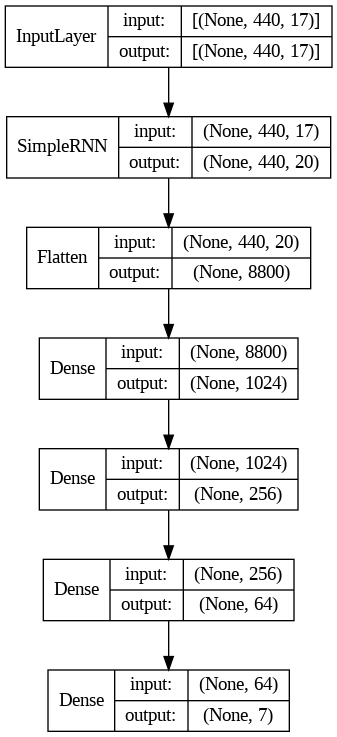 InputLayer
input: [(None, 440, 17)]
output: [(None, 440, 17)]
SimpleRNN
input: (None, 440, 17)
output: (None, 440, 20)
Flatten
input: (None, 440, 20)
output: (None, 8800)
Dense
input: (None, 8800)
output: (None, 1024)
Dense
input: (None, 1024)
output: (None, 256)
Dense
input: (None, 256)
output: (None, 64)
Dense
input: (None, 64)
output: (None, 7)